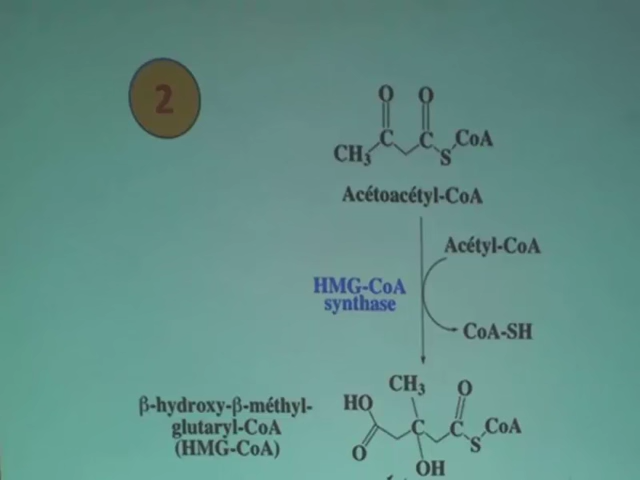 2
O O
CH3 C C S CoA
Acétoacétyl-CoA
Acétyl-CoA
HMG-CoA
synthase
CoA-SH
CH3 O
HO
β-hydroxy-β-méthyl-
glutaryl-CoA
(HMG-CoA)
C C S CoA
O
OH